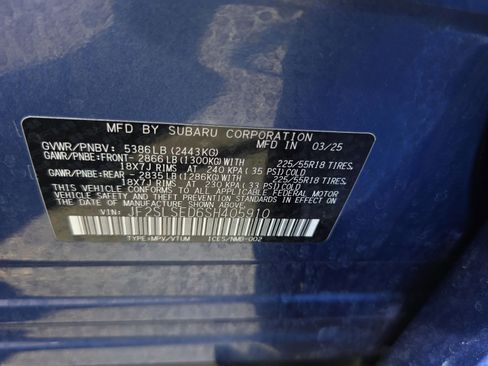 MFD BY SUBARU CORPORATION
IN 03/25
GVWR/PNBV: 5386LB(2443KG)
GAWR/PNBE:FRONT- 2866LB(1300KG)WITH 225/55R18 TIRES,
18X7J RIMS AT 240 KPA( 35 PSI)COLD
GAWR/PNBE:REAR - 2835LB(1286KG)WITH 225/55R18 TIRES,
18X7J RIMS AT 230 KPA( 33 PSI)COLD
THIS VEHICLE CONFORMS TO ALL APPLICABLE FEDERAL MOTOR
VEHICLE SAFETY, BUMPER, AND THEFT PREVENTION STANDARDS IN EFFECT ON
THE DATE OF MANUFACTURE SHOWN ABOVE.
VIN: JF2SLSED6SH405910
TYPE:MPV/VTUM ICES/NMB-002